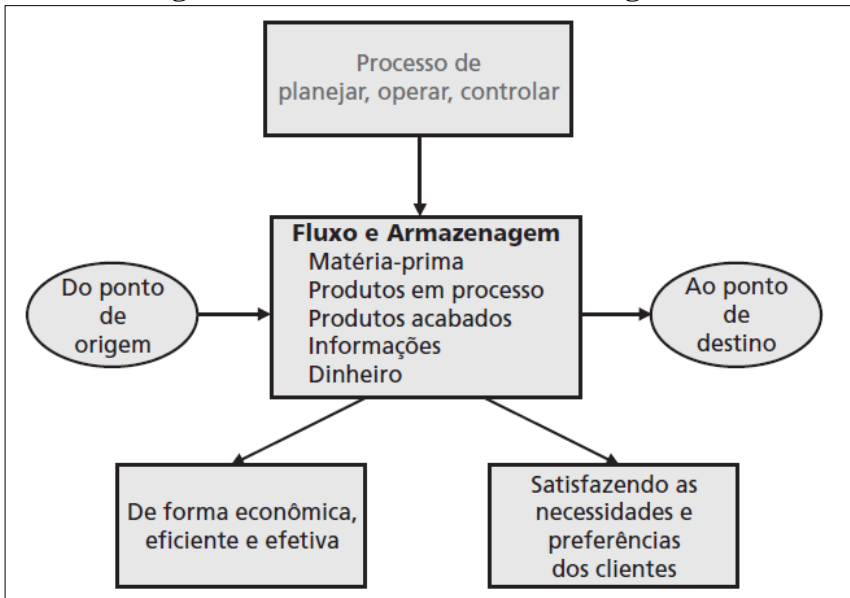 Processo de
planejar, operar, controlar
Fluxo e Armazenagem
Matéria-prima
Produtos em processo
Produtos acabados
Informações
Dinheiro
Do ponto
de
origem
Ao ponto
de
destino
De forma econômica,
eficiente e efetiva
Satisfazendo as
necessidades e
preferências
dos clientes